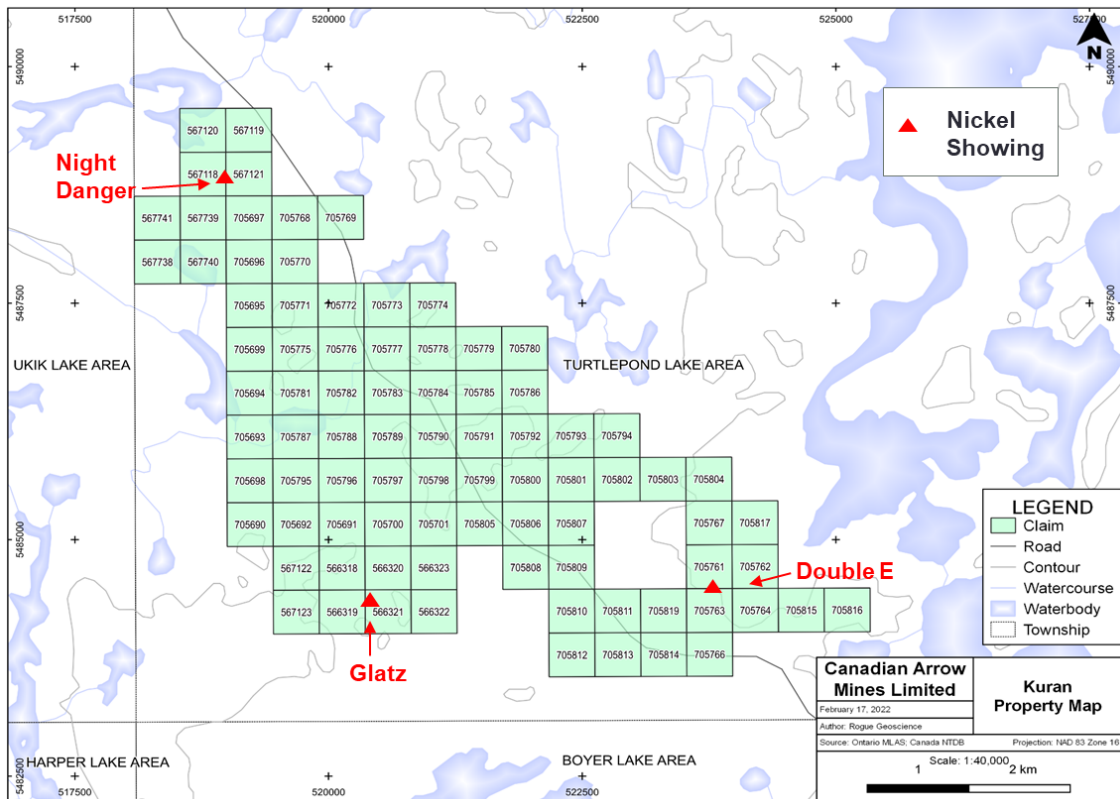 517500 520000 522500 525000 527500
5490000 5490000
N
Nickel
Showing
567120 567119
Night
Danger
567118 567121
567741 567739 705697 705768 705769
567738 567740 705696 705770
5487500 5487500
705695 705771 705772 705773 705774
705699 705775 705776 705777 705778 705779 705780
UKIK LAKE AREA TURTLEPOND LAKE AREA
705694 705781 705782 705783 705784 705785 705786
705693 705787 705788 705789 705790 705791 705792 705793 705794
705698 705795 705796 705797 705798 705799 705800 705801 705802 705803 705804
5485000 5485000
705690 705692 705691 705700 705701 705805 705806 705807 705767 705817
567122 566318 566320 566323 705808 705809 705761 705762
Double E
567123 566319 566321 566322 705810 705811 705819 705763 705764 705815 705816
705812 705813 705814 705766
Glatz
LEGEND
Claim
Road
Contour
Watercourse
Waterbody
Township
Canadian Arrow
Mines Limited
February 17, 2022
Author: Rogue Geoscience
Kuran
Property Map
Source: Ontario MLAS; Canada NTDB Projection: NAD 83 Zone 16
Scale: 1:40,000
1 2 km
HARPER LAKE AREA BOYER LAKE AREA
5482500
517500 520000 522500